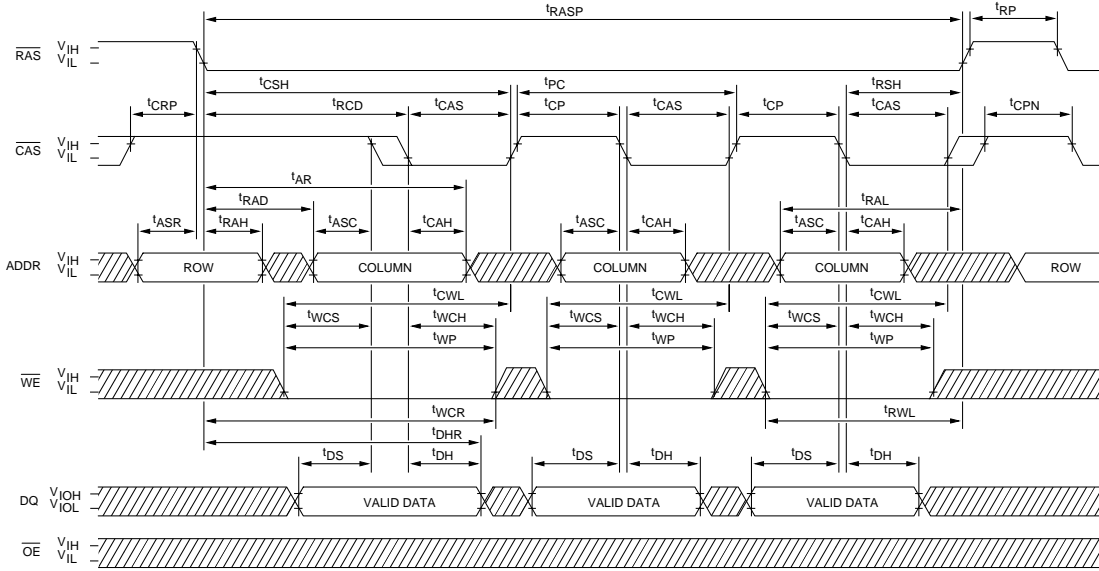 tRASP
tRP
RAS VIH
VIL
tCSH
tPC
tRSH
tCRP
tRCD
tCAS
tCP
tCAS
tCP
tCAS
tCPN
CAS VIH
VIL
tAR
tRAD
tRAL
tASR
tRAH
tASC
tCAH
tASC
tCAH
tASC
tCAH
ADDR VIH
VIL
ROW
COLUMN
COLUMN
COLUMN
ROW
tCWL
tCWL
tCWL
tWCS
tWCH
tWCS
tWCH
tWCS
tWCH
tWP
tWP
tWP
WE VIH
VIL
tWCR
tRWL
tDHR
tDS
tDH
tDS
tDH
tDS
tDH
DQ VIOH
VIOL
VALID DATA
VALID DATA
VALID DATA
OE VIH
VIL